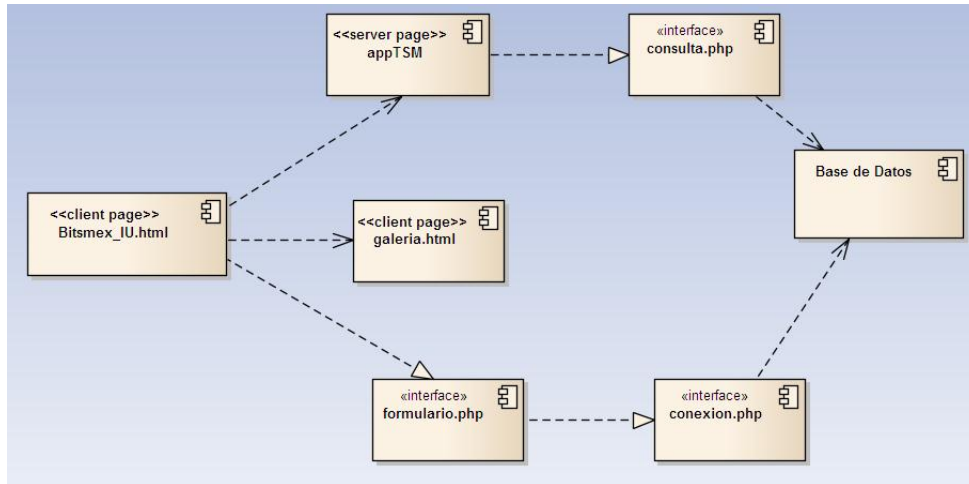 <<server page>>
appTSM
«interface»
consulta.php
Base de Datos
<<client page>>
Bitsmex_IU.html
<<client page>>
galeria.html
«interface»
formulario.php
«interface»
conexion.php